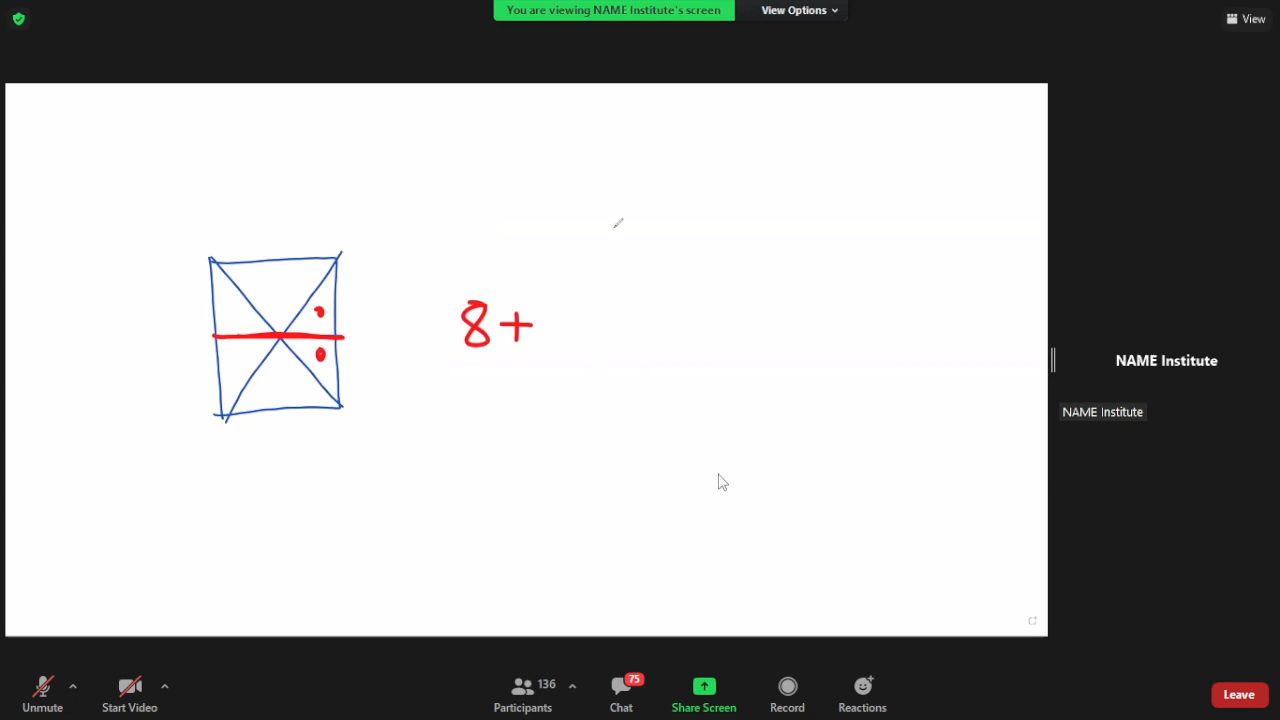 You are viewing NAME Institute's screen
View Options
View
8+
NAME Institute
NAME Institute
Unmute
Start Video
136
Participants
75
Chat
Share Screen
Record
Reactions
Leave